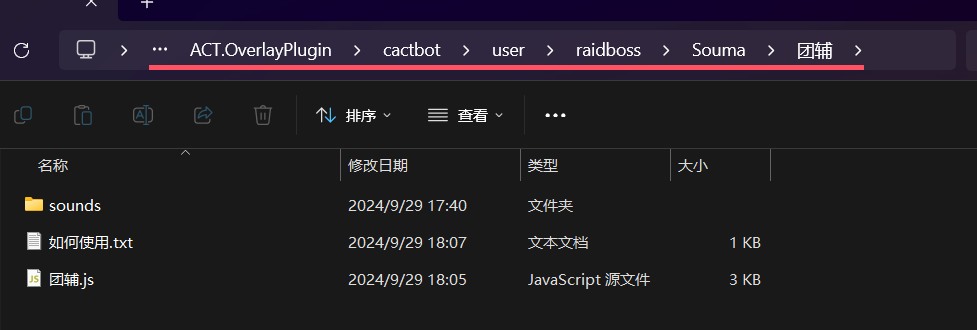 ... ACT.OverlayPlugin > cactbot > user > raidboss > Souma > 团辅 >
排序 查看 ...
名称 修改日期 类型 大小
sounds 2024/9/29 17:40 文件夹
如何使用.txt 2024/9/29 18:07 文本文档 1 KB
JS 团辅.js 2024/9/29 18:05 JavaScript 源文件 3 KB